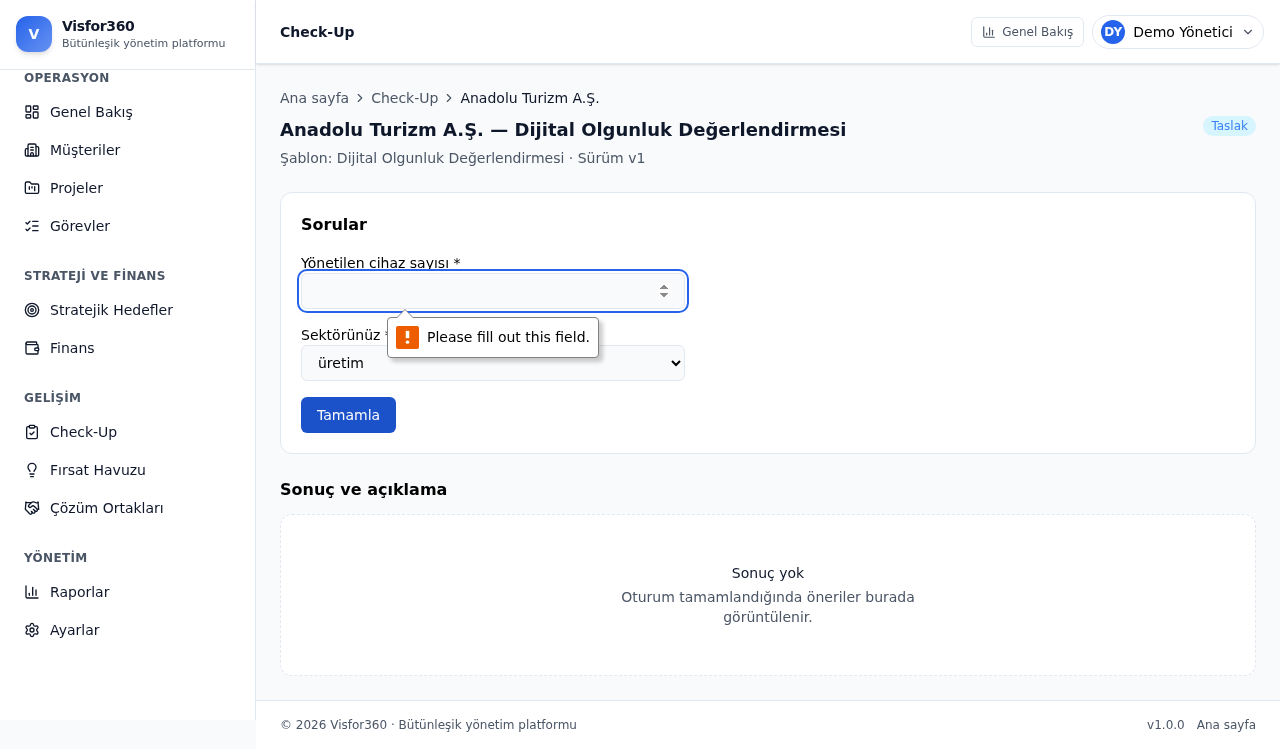 V
Visfor360
Bütünleşik yönetim platformu
OPERASYON
Genel Bakış
Müşteriler
Projeler
Görevler
STRATEJİ VE FİNANS
Stratejik Hedefler
Finans
GELİŞİM
Check-Up
Fırsat Havuzu
Çözüm Ortakları
YÖNETİM
Raporlar
Ayarlar
Check-Up
Genel Bakış
DY Demo Yönetici
Ana sayfa > Check-Up > Anadolu Turizm A.Ş.
Anadolu Turizm A.Ş. — Dijital Olgunluk Değerlendirmesi
Taslak
Şablon: Dijital Olgunluk Değerlendirmesi · Sürüm v1
Sorular
Yönetilen cihaz sayısı *
Please fill out this field.
Sektörünüz *
üretim
Tamamla
Sonuç ve açıklama
Sonuç yok
Oturum tamamlandığında öneriler burada
görüntülenir.
© 2026 Visfor360 · Bütünleşik yönetim platformu
v1.0.0 Ana sayfa